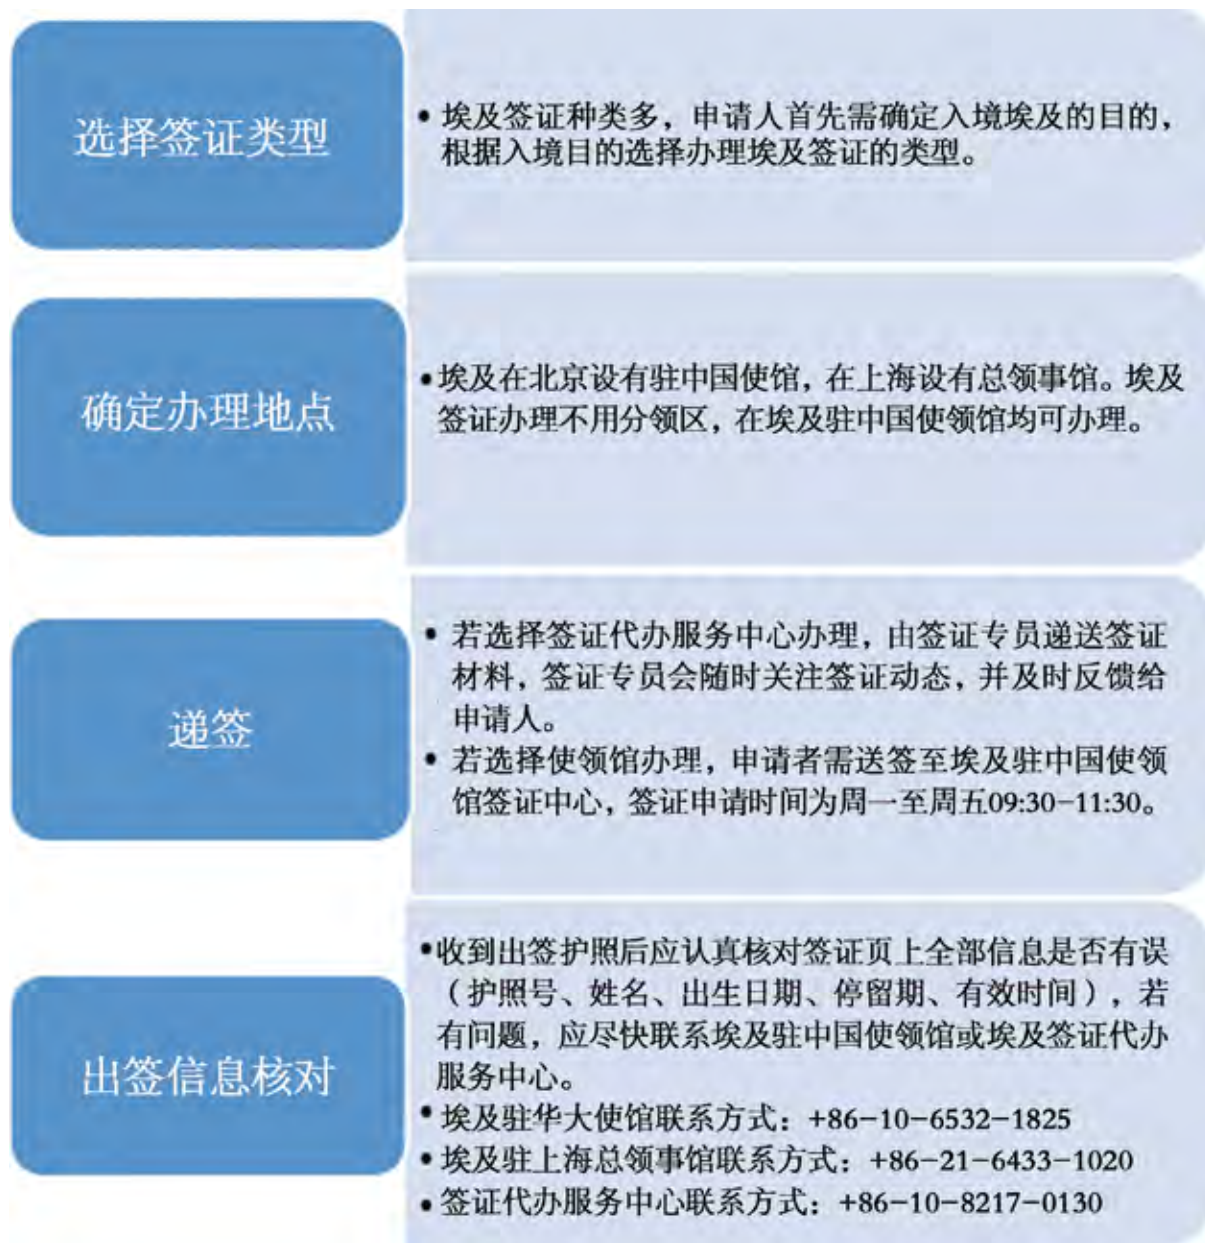 选择签证类型
• 埃及签证种类多，申请人首先需确定入境埃及的目的，
根据入境目的选择办理埃及签证的类型。
确定办理地点
•埃及在北京设有驻中国使馆，在上海设有总领事馆。埃及
签证办理不用分领区，在埃及驻中国使领馆均可办理。
递签
• 若选择签证代办服务中心办理，由签证专员递送签证
材料，签证专员会随时关注签证动态，并及时反馈给
申请人。
• 若选择使领馆办理，申请者需送签至埃及驻中国使领
馆签证中心，签证申请时间为周一至周五09:30-11:30。
出签信息核对
•收到出签护照后应认真核对签证页上全部信息是否有误
（护照号、姓名、出生日期、停留期、有效时间），若
有问题，应尽快联系埃及驻中国使领馆或埃及签证代办
服务中心。
• 埃及驻华大使馆联系方式：+86-10-6532-1825
• 埃及驻上海总领事馆联系方式：+86-21-6433-1020
• 签证代办服务中心联系方式：+86-10-8217-0130